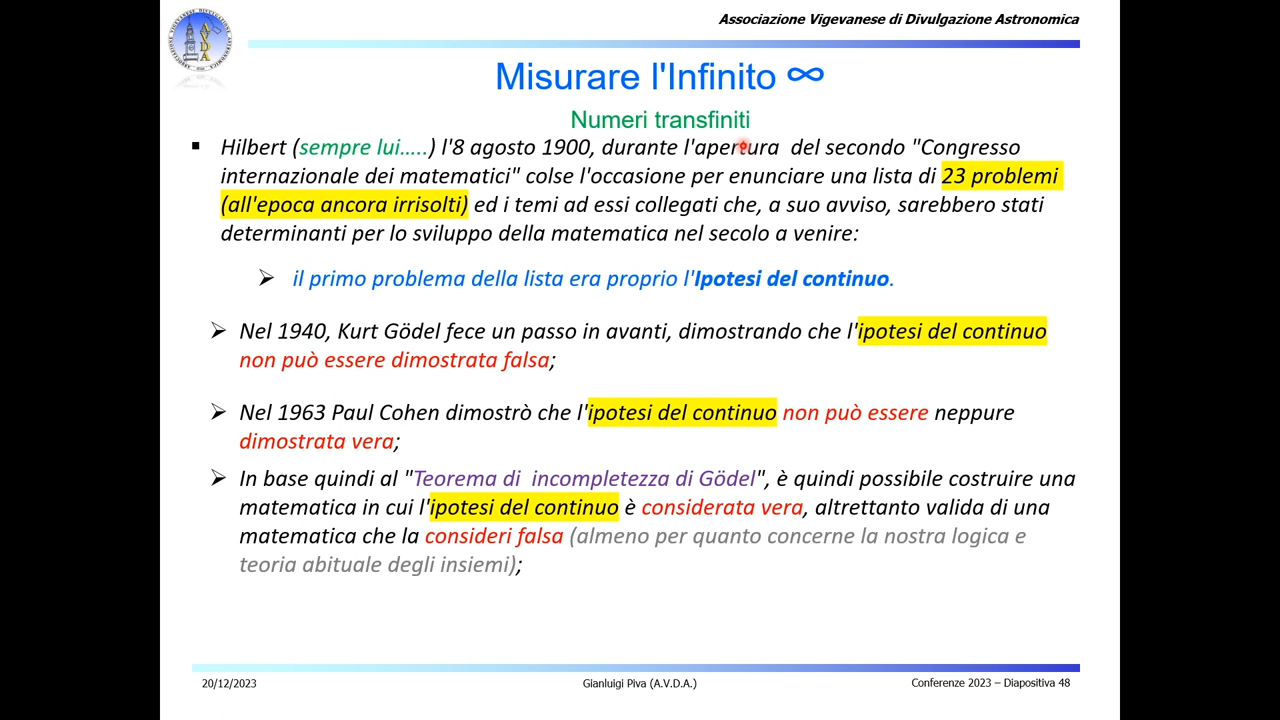 Associazione Vigevanese di Divulgazione Astronomica
A.V.D.A.
Misurare l'Infinito ∞
Numeri transfiniti
▪ Hilbert (sempre lui…..) l'8 agosto 1900, durante l'apertura del secondo "Congresso
internazionale dei matematici" colse l'occasione per enunciare una lista di 23 problemi
(all'epoca ancora irrisolti) ed i temi ad essi collegati che, a suo avviso, sarebbero stati
determinanti per lo sviluppo della matematica nel secolo a venire:
➢ il primo problema della lista era proprio l'Ipotesi del continuo.
➢ Nel 1940, Kurt Gödel fece un passo in avanti, dimostrando che l'ipotesi del continuo
non può essere dimostrata falsa;
➢ Nel 1963 Paul Cohen dimostrò che l'ipotesi del continuo non può essere neppure
dimostrata vera;
➢ In base quindi al "Teorema di incompletezza di Gödel", è quindi possibile costruire una
matematica in cui l'ipotesi del continuo è considerata vera, altrettanto valida di una
matematica che la consideri falsa (almeno per quanto concerne la nostra logica e
teoria abituale degli insiemi);
20/12/2023
Gianluigi Piva (A.V.D.A.)
Conferenze 2023 – Diapositiva 48